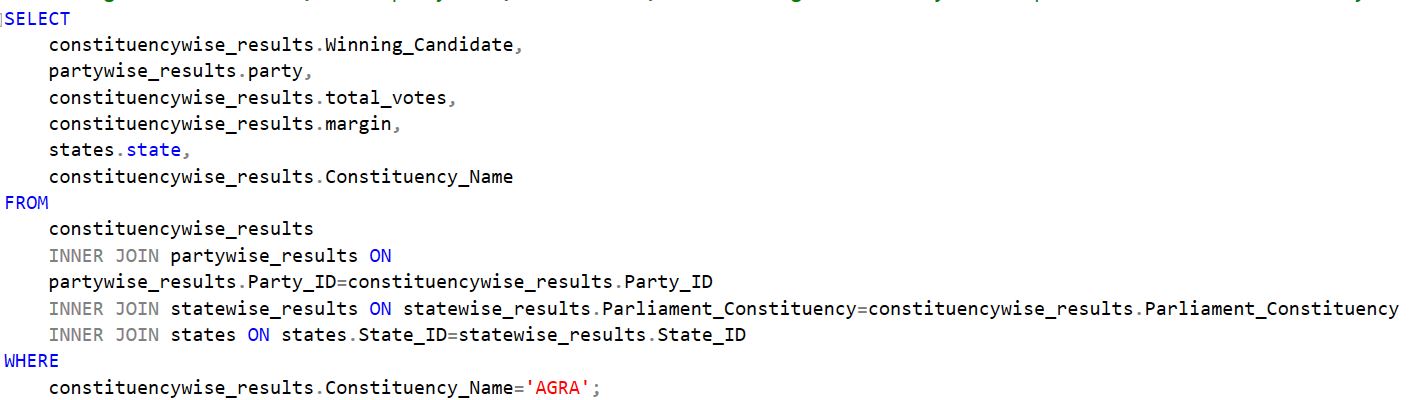 SELECT
    constituencywise_results.Winning_Candidate,
    partywise_results.party,
    constituencywise_results.total_votes,
    constituencywise_results.margin,
    states.state,
    constituencywise_results.Constituency_Name
FROM
    constituencywise_results
    INNER JOIN partywise_results ON
    partywise_results.Party_ID=constituencywise_results.Party_ID
    INNER JOIN statewise_results ON statewise_results.Parliament_Constituency=constituencywise_results.Parliament_Constituency
    INNER JOIN states ON states.State_ID=statewise_results.State_ID
WHERE
    constituencywise_results.Constituency_Name='AGRA';